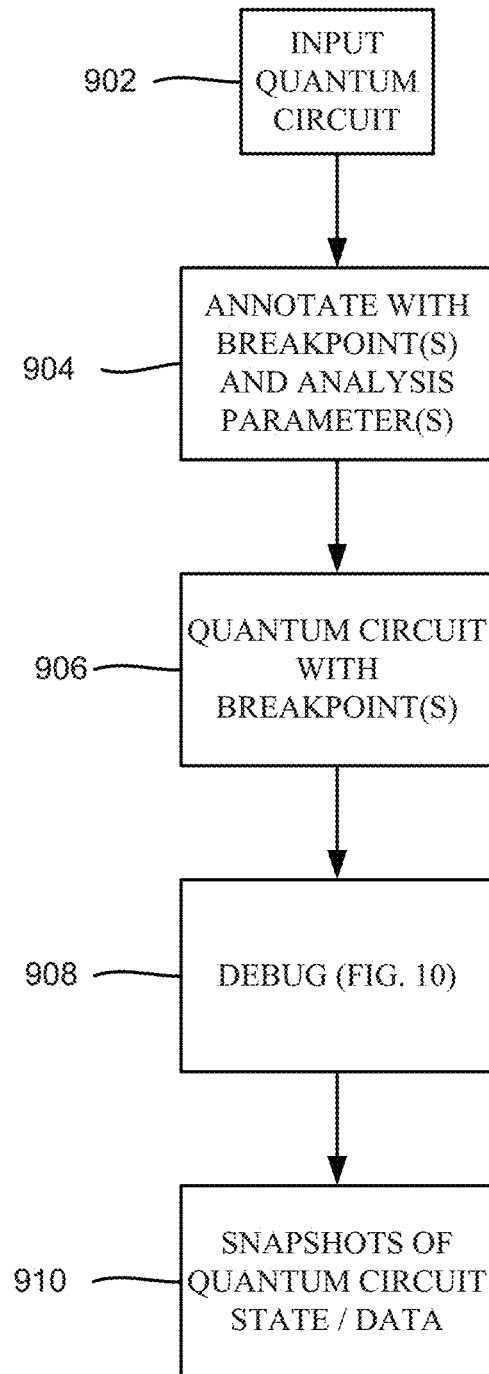 902
INPUT
QUANTUM
CIRCUIT
904
ANNOTATE WITH
BREAKPOINT(S)
AND ANALYSIS
PARAMETER(S)
906
QUANTUM CIRCUIT
WITH
BREAKPOINT(S)
908
DEBUG (FIG. 10)
910
SNAPSHOTS OF
QUANTUM CIRCUIT
STATE / DATA